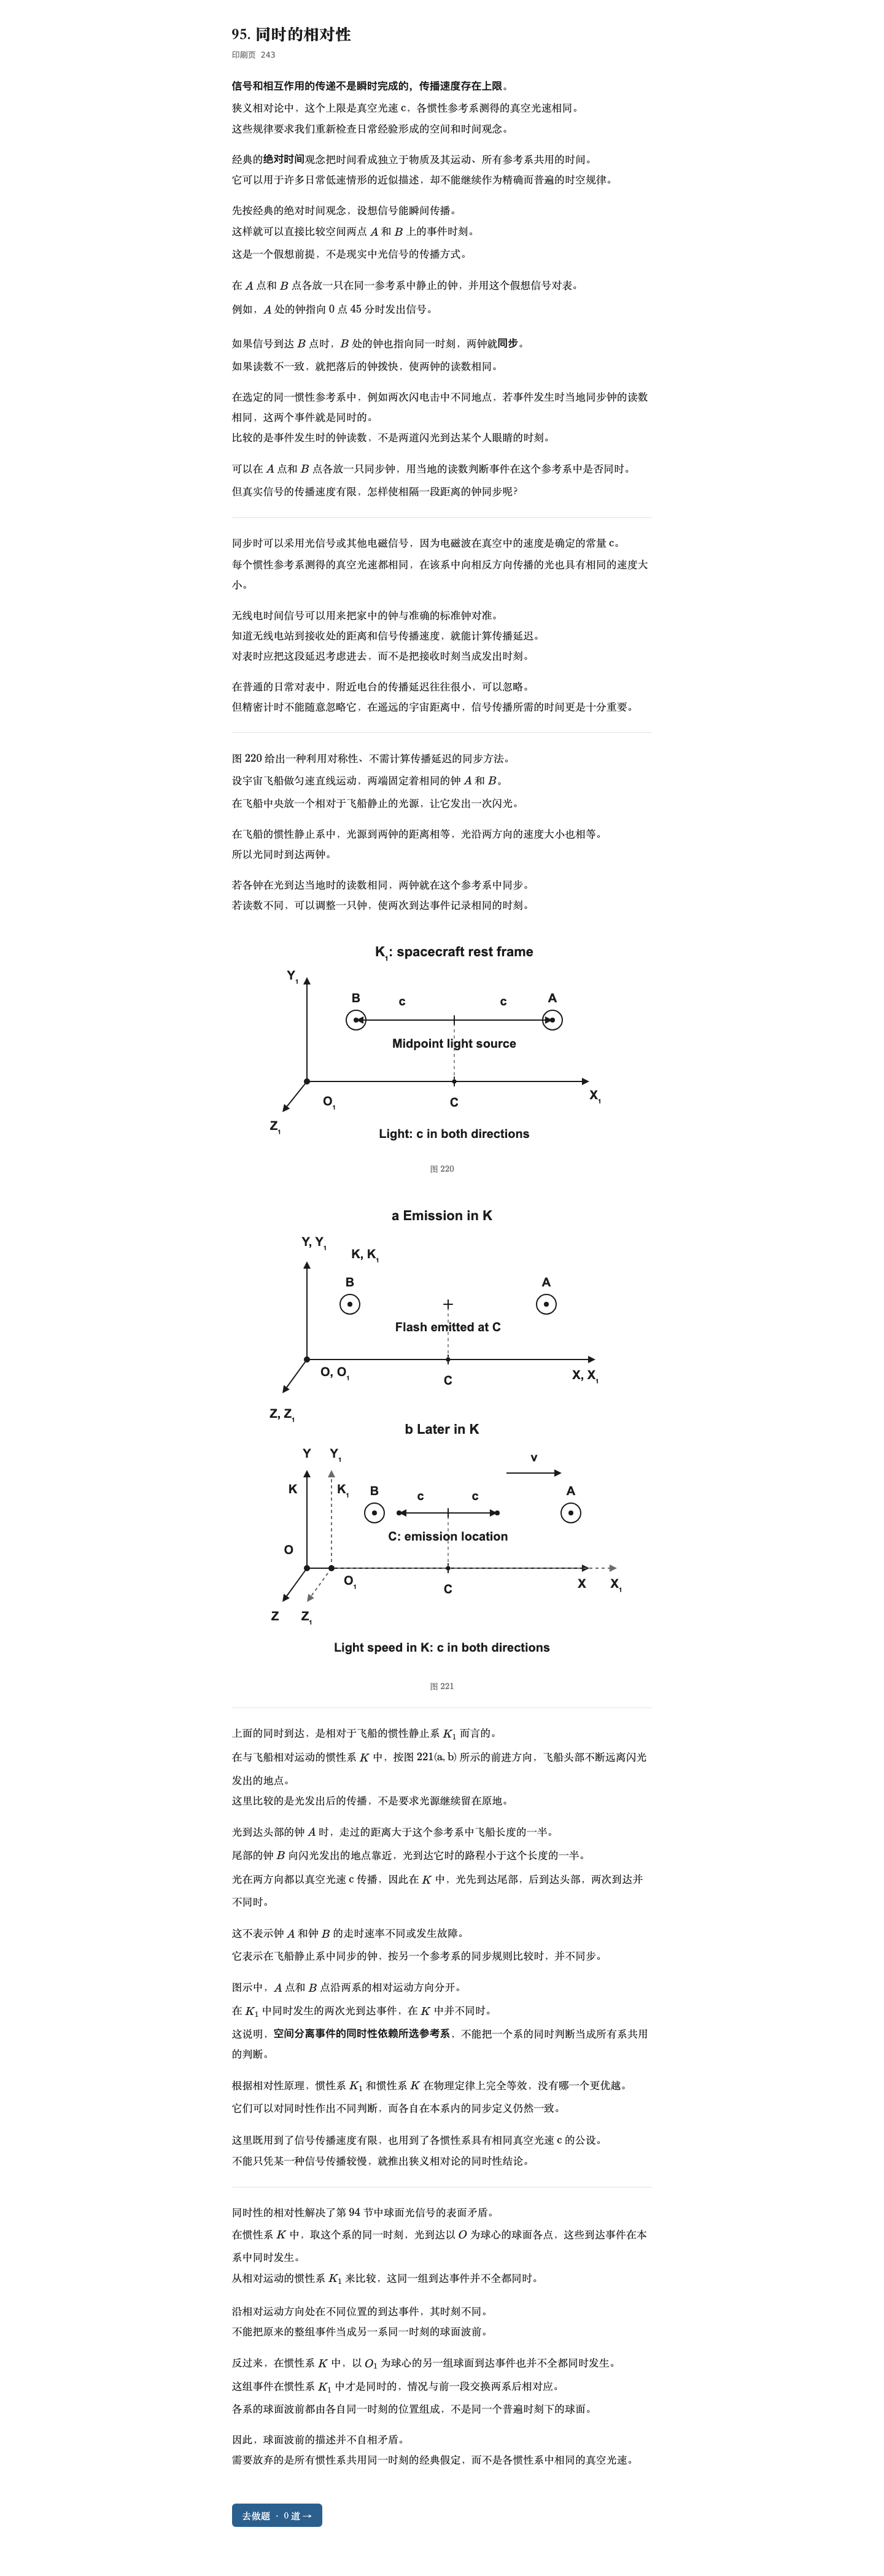 95. 同时的相对性
印刷页 243
信号和相互作用的传递不是瞬时完成的，传播速度存在上限。
狭义相对论中，这个上限是真空光速 c，各惯性参考系测得的真空光速相同。
这些规律要求我们重新检查日常经验形成的空间和时间观念。
经典的绝对时间观念把时间看成独立于物质及其运动、所有参考系共用的时间。
它可以用于许多日常低速情形的近似描述，却不能继续作为精确而普遍的时空规律。
先按经典的绝对时间观念，设想信号能瞬间传播。
这样就可以直接比较空间两点 A 和 B 上的事件时刻。
这是一个假想前提，不是现实中光信号的传播方式。
在 A 点和 B 点各放一只在同一参考系中静止的钟，并用这个假想信号对表。
例如，A 处的钟指向 0 点 45 分时发出信号。
如果信号到达 B 点时，B 处的钟也指向同一时刻，两钟就同步。
如果读数不一致，就把落后的钟拨快，使两钟的读数相同。
在选定的同一惯性参考系中，例如两次闪电击中不同地点，若事件发生时当地同步钟的读数
相同，这两个事件就是同时的。
比较的是事件发生时的钟读数，不是两道闪光到达某个人眼睛的时刻。
可以在 A 点和 B 点各放一只同步钟，用当地的读数判断事件在这个参考系中是否同时。
但真实信号的传播速度有限，怎样使相隔一段距离的钟同步呢?
同步时可以采用光信号或其他电磁信号，因为电磁波在真空中的速度是确定的常量 c。
每个惯性参考系测得的真空光速都相同，在该系中向相反方向传播的光也具有相同的速度大
小。
无线电时间信号可以用来把家中的钟与准确的标准钟对准。
知道无线电站到接收处的距离和信号传播速度，就能计算传播延迟。
对表时应把这段延迟考虑进去，而不是把接收时刻当成发出时刻。
在普通的日常对表中，附近电台的传播延迟往往很小，可以忽略。
但精密计时不能随意忽略它，在遥远的宇宙距离中，信号传播所需的时间更是十分重要。
图 220 给出一种利用对称性、不需计算传播延迟的同步方法。
设宇宙飞船做匀速直线运动，两端固定着相同的钟 A 和 B。
在飞船中央放一个相对于飞船静止的光源，让它发出一次闪光。
在飞船的惯性静止系中，光源到两钟的距离相等，光沿两方向的速度大小也相等。
所以光同时到达两钟。
若各钟在光到达当地时的读数相同，两钟就在这个参考系中同步。
若读数不同，可以调整一只钟，使两次到达事件记录相同的时刻。
K₁: spacecraft rest frame
Y₁
B c c A
Midpoint light source
O₁ C X₁
Z₁
Light: c in both directions
图 220
a Emission in K
Y, Y₁
K, K₁
B A
Flash emitted at C
O, O₁ C X, X₁
Z, Z₁
b Later in K
Y Y₁ v
K K₁ B c c A
C: emission location
O
O₁ C X X₁
Z Z₁
Light speed in K: c in both directions
图 221
上面的同时到达，是相对于飞船的惯性静止系 K₁ 而言的。
在与飞船相对运动的惯性系 K 中，按图 221(a, b) 所示的前进方向，飞船头部不断远离闪光
发出的地点。
这里比较的是光发出后的传播，不是要求光源继续留在原地。
光到达头部的钟 A 时，走过的距离大于这个参考系中飞船长度的一半。
尾部的钟 B 向闪光发出的地点靠近，光到达它时的路程小于这个长度的一半。
光在两方向都以真空光速 c 传播，因此在 K 中，光先到达尾部，后到达头部，两次到达并
不同时。
这不表示钟 A 和钟 B 的走时速率不同或发生故障。
它表示在飞船静止系中同步的钟，按另一个参考系的同步规则比较时，并不同步。
图示中，A 点和 B 点沿两系的相对运动方向分开。
在 K₁ 中同时发生的两次光到达事件，在 K 中并不同时。
这说明，空间分离事件的同时性依赖所选参考系，不能把一个系的同时判断当成所有系共用
的判断。
根据相对性原理，惯性系 K₁ 和惯性系 K 在物理定律上完全等效，没有哪一个更优越。
它们可以对同时性作出不同判断，而各自在本系内的同步定义仍然一致。
这里既用到了信号传播速度有限，也用到了各惯性系具有相同真空光速 c 的公设。
不能只凭某一种信号传播较慢，就推出狭义相对论的同时性结论。
同时性的相对性解决了第 94 节中球面光信号的表面矛盾。
在惯性系 K 中，取这个系的同一时刻，光到达以 O 为球心的球面各点，这些到达事件在本
系中同时发生。
从相对运动的惯性系 K₁ 来比较，这同一组到达事件并不全都同时。
沿相对运动方向处在不同位置的到达事件，其时刻不同。
不能把原来的整组事件当成另一系同一时刻的球面波前。
反过来，在惯性系 K 中，以 O₁ 为球心的另一组球面到达事件也并不全都同时发生。
这组事件在惯性系 K₁ 中才是同时的，情况与前一段交换两系后相对应。
各系的球面波前都由各自同一时刻的位置组成，不是同一个普遍时刻下的球面。
因此，球面波前的描述并不自相矛盾。
需要放弃的是所有惯性系共用同一时刻的经典假定，而不是各惯性系中相同的真空光速。
去做题 · 0 道 →